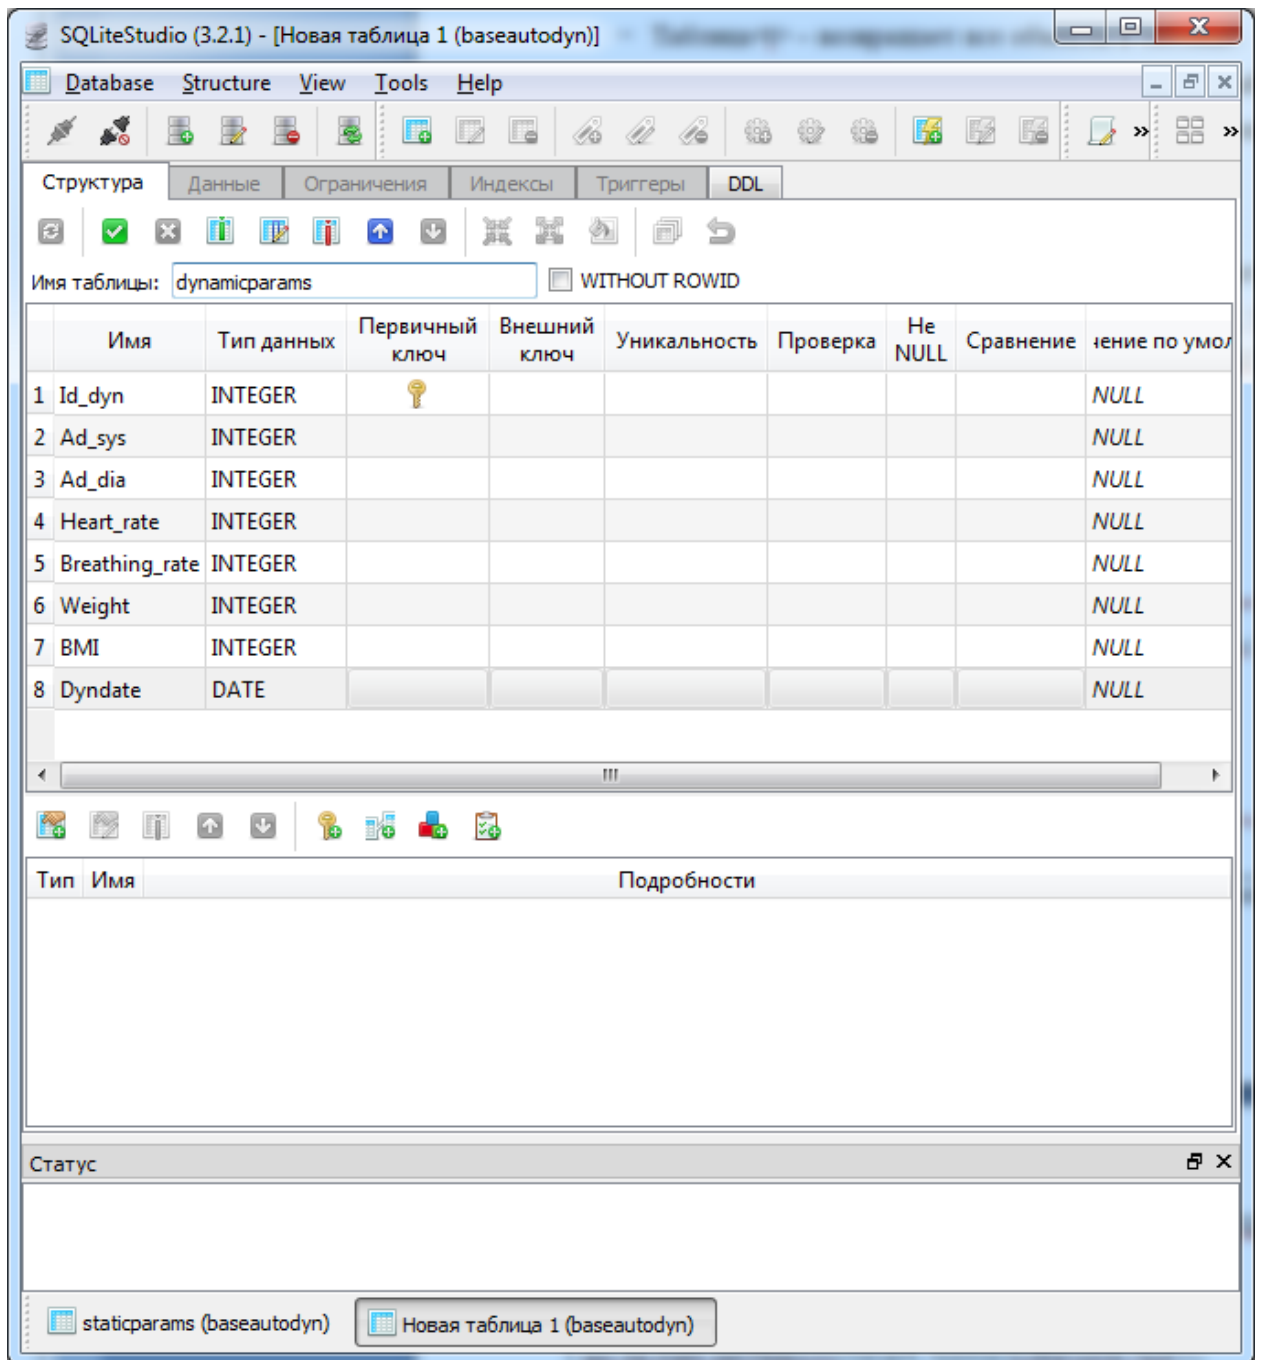 SQLiteStudio (3.2.1) - [Новая таблица 1 (baseautodyn)]
Database Structure View Tools Help
Структура Данные Ограничения Индексы Триггеры DDL
Имя таблицы: dynamicparams WITHOUT ROWID
Имя Тип данных Первичный ключ Внешний ключ Уникальность Проверка Не NULL Сравнение чение по умол
1 Id_dyn INTEGER NULL
2 Ad_sys INTEGER NULL
3 Ad_dia INTEGER NULL
4 Heart_rate INTEGER NULL
5 Breathing_rate INTEGER NULL
6 Weight INTEGER NULL
7 BMI INTEGER NULL
8 Dyndate DATE NULL
Тип Имя Подробности
Статус
staticparams (baseautodyn) Новая таблица 1 (baseautodyn)